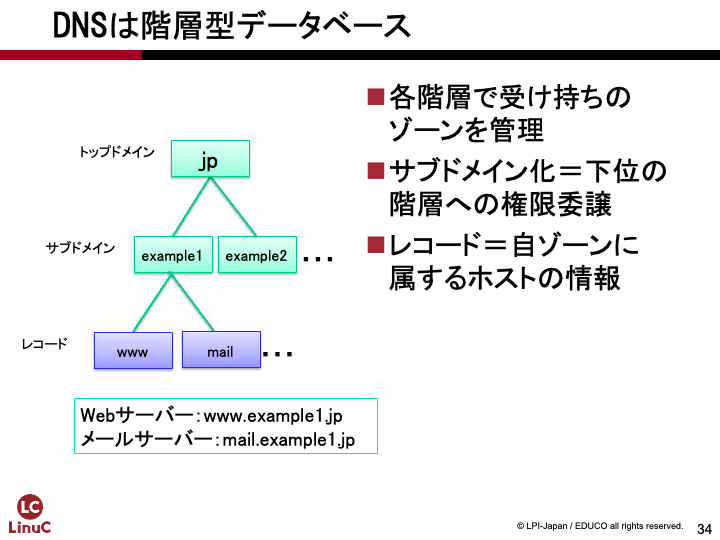 DNSは階層型データベース
トップドメイン
jp
サブドメイン
example1
example2
・・・
レコード
www
mail
・・・
Webサーバー：www.example1.jp
メールサーバー：mail.example1.jp
■各階層で受け持ちの
ゾーンを管理
■サブドメイン化＝下位の
階層への権限委譲
■レコード＝自ゾーンに
属するホストの情報
LC
LinuC
© LPI-Japan / EDUCO all rights reserved.
34